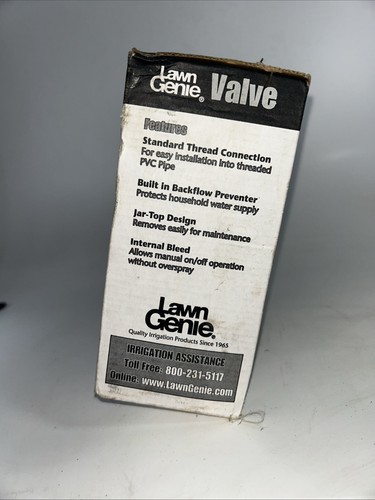 Lawn
Genie® Valve
Features
Standard Thread Connection
For easy installation into threaded
PVC Pipe
Built in Backflow Preventer
Protects household water supply
Jar-Top Design
Removes easily for maintenance
Internal Bleed
Allows manual on/off operation
without overspray
Lawn
Genie®
Quality Irrigation Products Since 1965
IRRIGATION ASSISTANCE
Toll Free: 800-231-5117
Online: www.LawnGenie.com